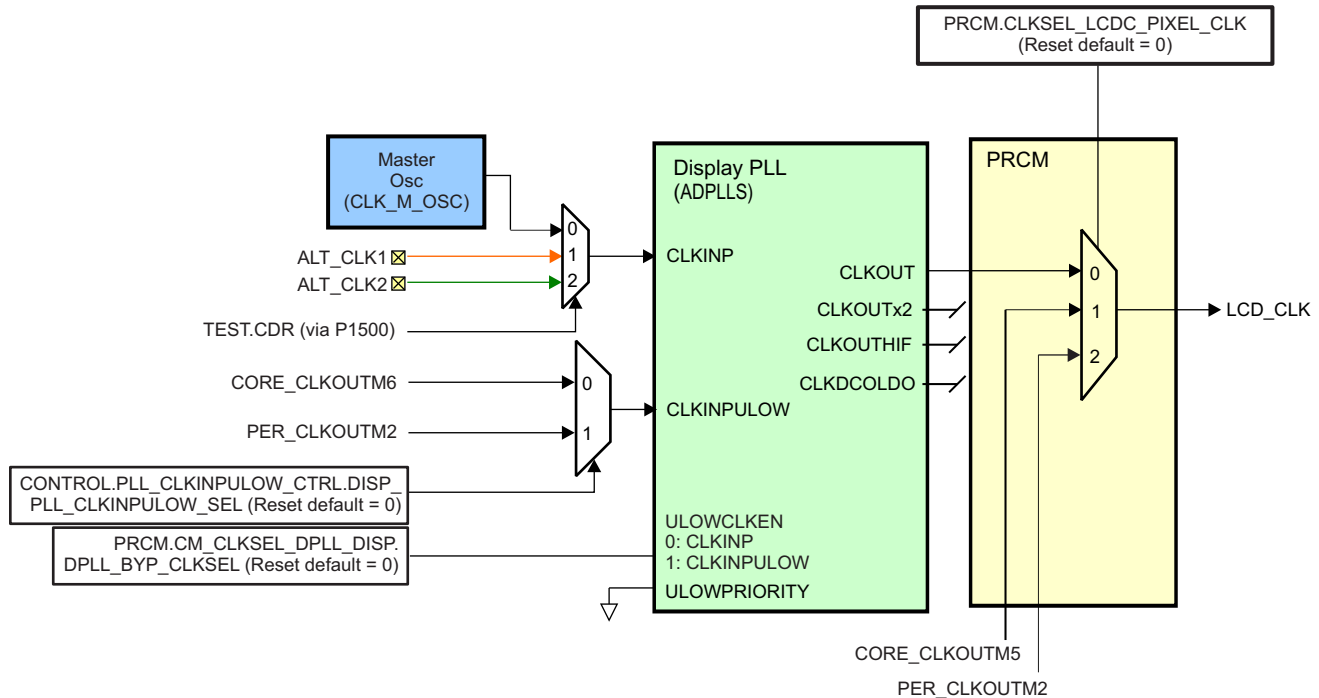 PRCM.CLKSEL_LCDC_PIXEL_CLK
(Reset default = 0)
Master
Osc
(CLK_M_OSC)
ALT_CLK1
ALT_CLK2
TEST.CDR (via P1500)
0
1
2
CORE_CLKOUTM6
PER_CLKOUTM2
0
1
CONTROL.PLL_CLKINPULOW_CTRL.DISP_
PLL_CLKINPULOW_SEL (Reset default = 0)
PRCM.CM_CLKSEL_DPLL_DISP.
DPLL_BYP_CLKSEL (Reset default = 0)
Display PLL
(ADPLLS)
CLKINP
CLKINPULOW
CLKOUT
CLKOUTx2
CLKOUTHIF
CLKDCOLDO
ULOWCLKEN
0: CLKINP
1: CLKINPULOW
ULOWPRIORITY
PRCM
0
1
2
LCD_CLK
CORE_CLKOUTM5
PER_CLKOUTM2